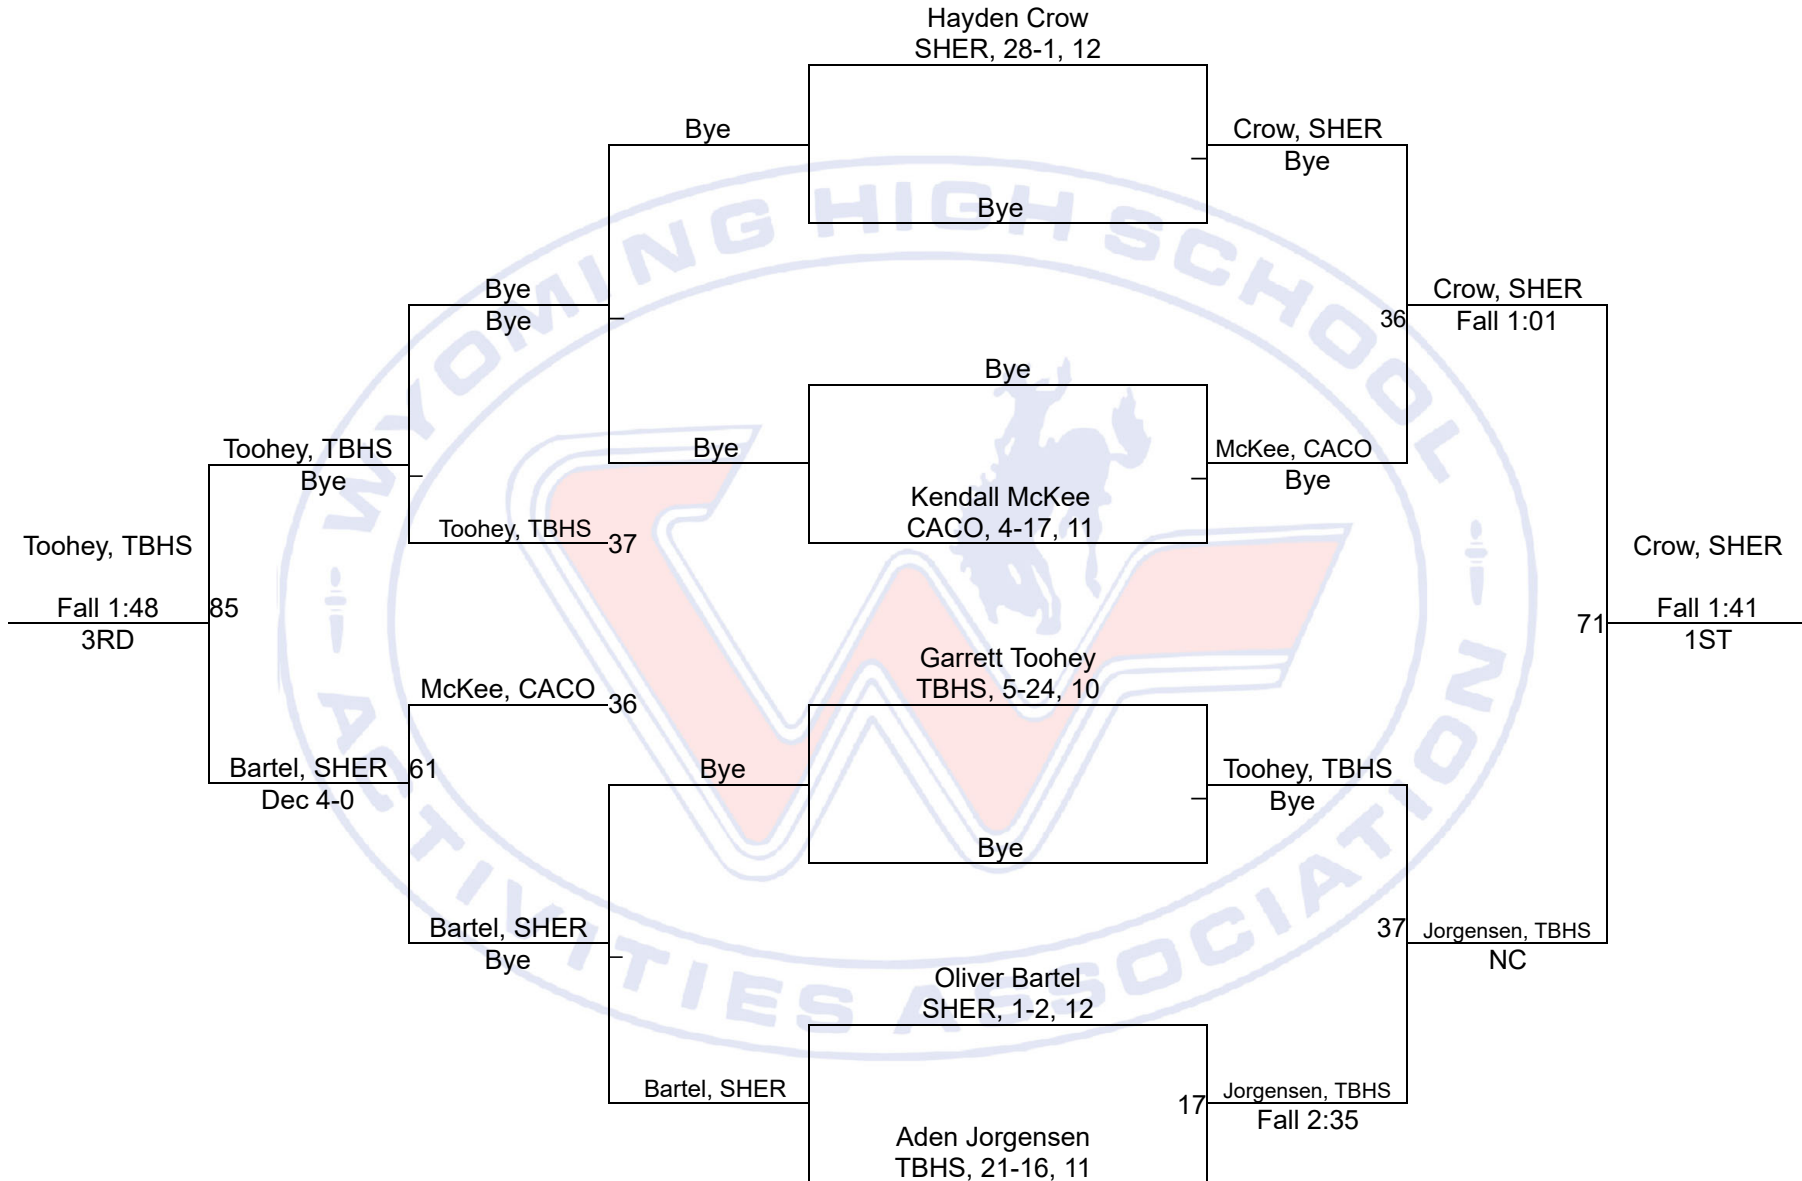 Hayden Crow
SHER, 28-1, 12
Bye
Crow, SHER
Bye
Bye
Bye
Bye
Crow, SHER
36
Fall 1:01
Bye
Toohey, TBHS
Bye
Bye
McKee, CACO
Bye
Kendall McKee
CACO, 4-17, 11
Toohey, TBHS
37
Toohey, TBHS
Fall 1:48
85
3RD
Crow, SHER
71
Fall 1:41
1ST
Garrett Toohey
TBHS, 5-24, 10
McKee, CACO
36
Bartel, SHER
61
Dec 4-0
Bye
Toohey, TBHS
Bye
Bye
Bartel, SHER
Bye
37
Jorgensen, TBHS
NC
Oliver Bartel
SHER, 1-2, 12
Bartel, SHER
17
Jorgensen, TBHS
Fall 2:35
Aden Jorgensen
TBHS, 21-16, 11
WYOMING HIGH SCHOOL
ACTIVITIES ASSOCIATION
W